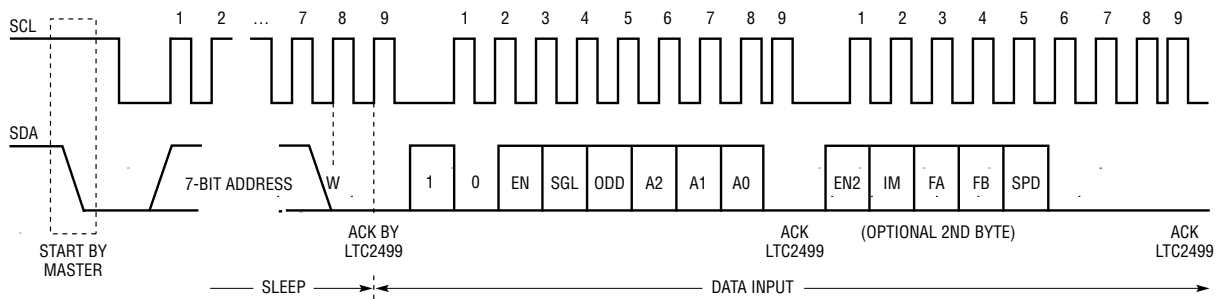 1 2 … 7 8 9 1 2 3 4 5 6 7 8 9 1 2 3 4 5 6 7 8 9
SCL
SDA
7-BIT ADDRESS W 1 0 EN SGL ODD A2 A1 A0 EN2 IM FA FB SPD
START BY
MASTER
ACK BY
LTC2499
ACK
LTC2499
(OPTIONAL 2ND BYTE)
ACK
LTC2499
SLEEP DATA INPUT